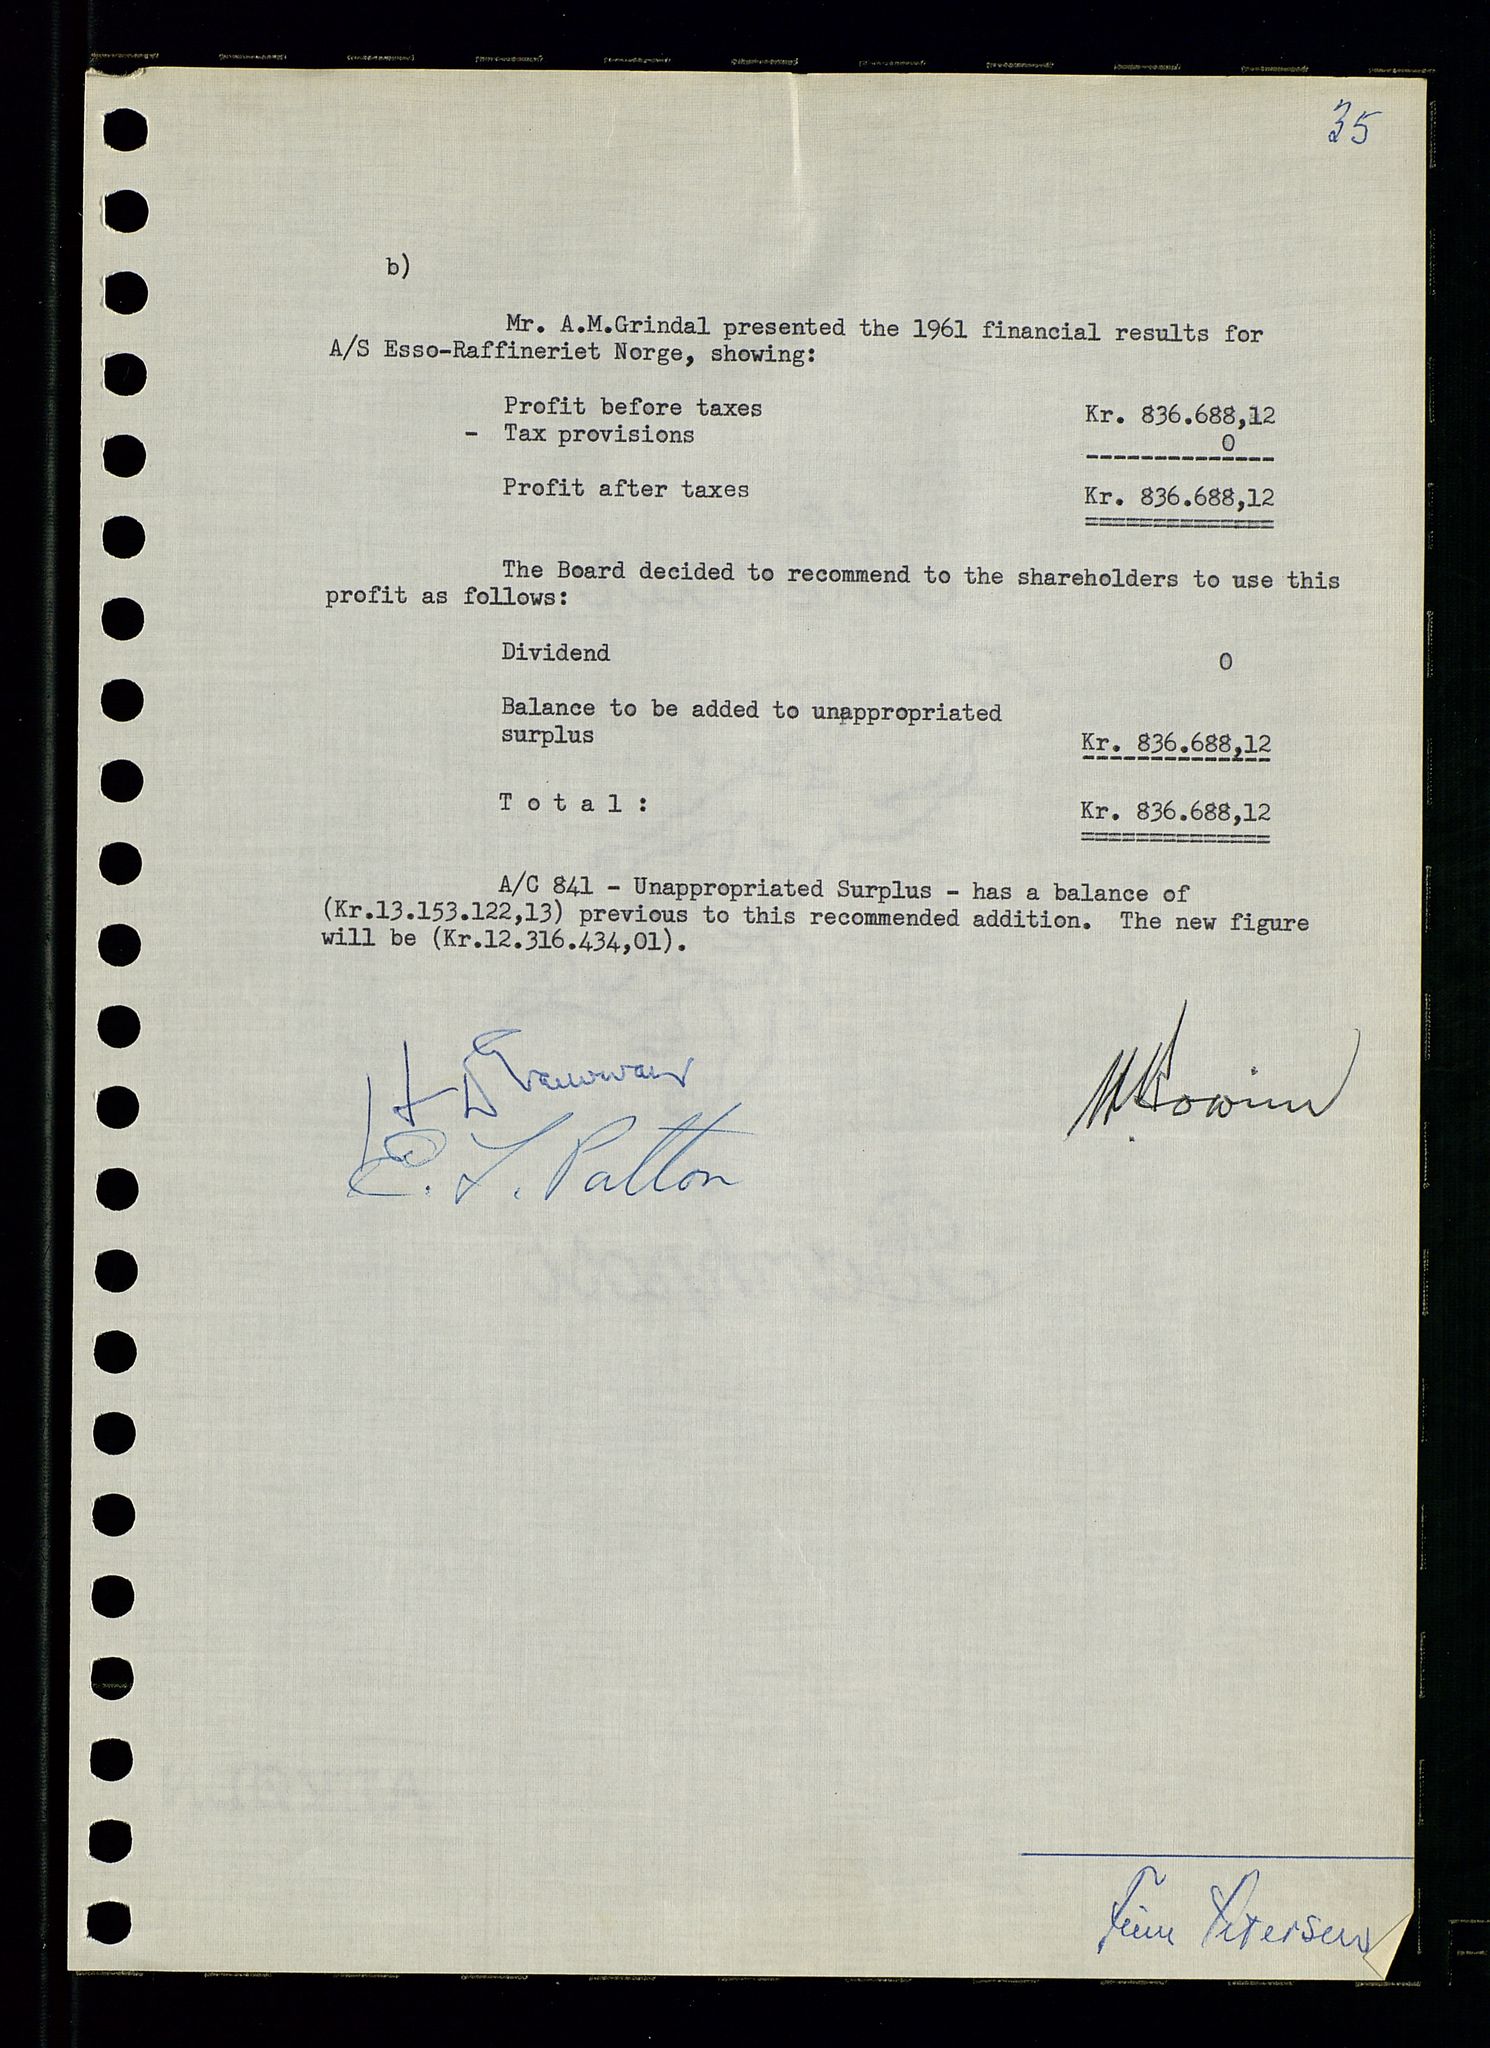 35
b)
Mr. A.M.Grindal presented the 1961 financial results for
A/S Esso-Raffineriet Norge, showing:
Profit before taxes Kr. 836.688,12
- Tax provisions 0
Profit after taxes Kr. 836.688,12
The Board decided to recommend to the shareholders to use this
profit as follows:
Dividend 0
Balance to be added to unappropriated
surplus Kr. 836.688,12
T o t a l : Kr. 836.688,12
A/C 841 - Unappropriated Surplus - has a balance of
(Kr.13.153.122,13) previous to this recommended addition. The new figure
will be (Kr.12.316.434,01).
E. L. Patton
Finn Petersen